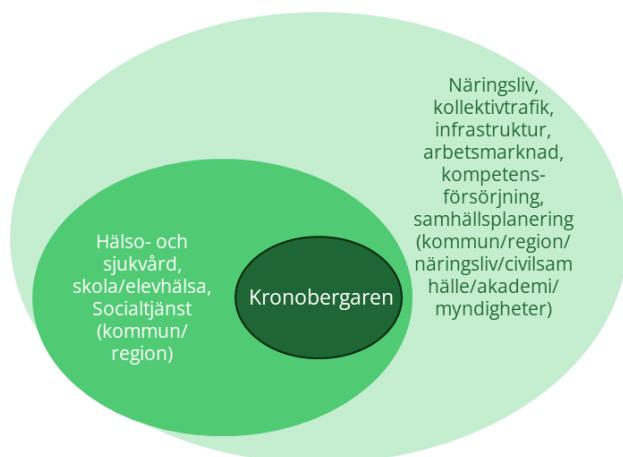 Näringsliv,
kollektivtrafik,
infrastruktur,
arbetsmarknad,
kompetens-
försörjning,
samhällsplanering
(kommun/region/
näringsliv/civilsam
hälle/akademi/
myndigheter)
Hälso- och
sjukvård,
skola/elevhälsa,
Socialtjänst
(kommun/
region)
Kronobergaren